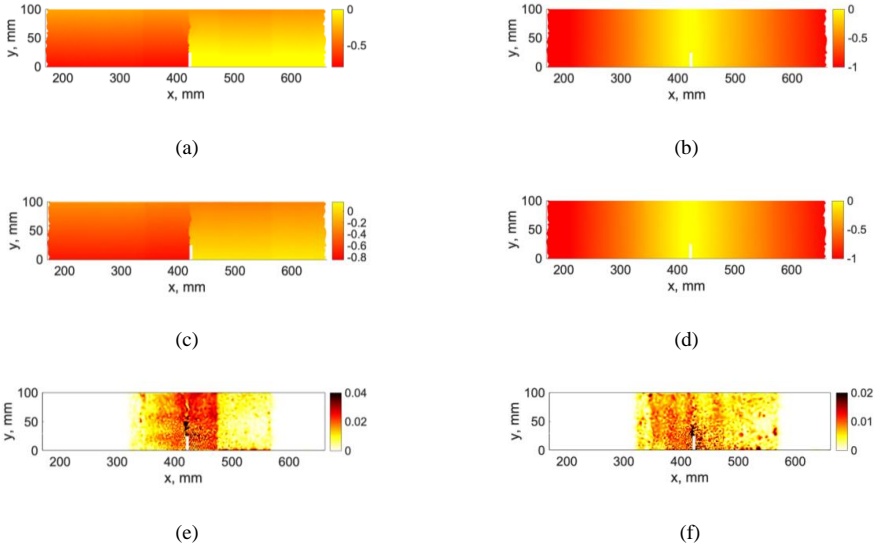 100 50 0 y, mm 200 300 400 500 600 x, mm 0 -0.5
100 50 0 y, mm 200 300 400 500 600 x, mm 0 -1
(a) (b)
100 50 0 y, mm 200 300 400 500 600 x, mm 0 -0.2 -0.4 -0.6 -0.8
100 50 0 y, mm 200 300 400 500 600 x, mm 0 -1
(c) (d)
100 50 0 y, mm 200 300 400 500 600 x, mm 0.04 0.02 0
100 50 0 y, mm 200 300 400 500 600 x, mm 0.02 0.01 0
(e) (f)